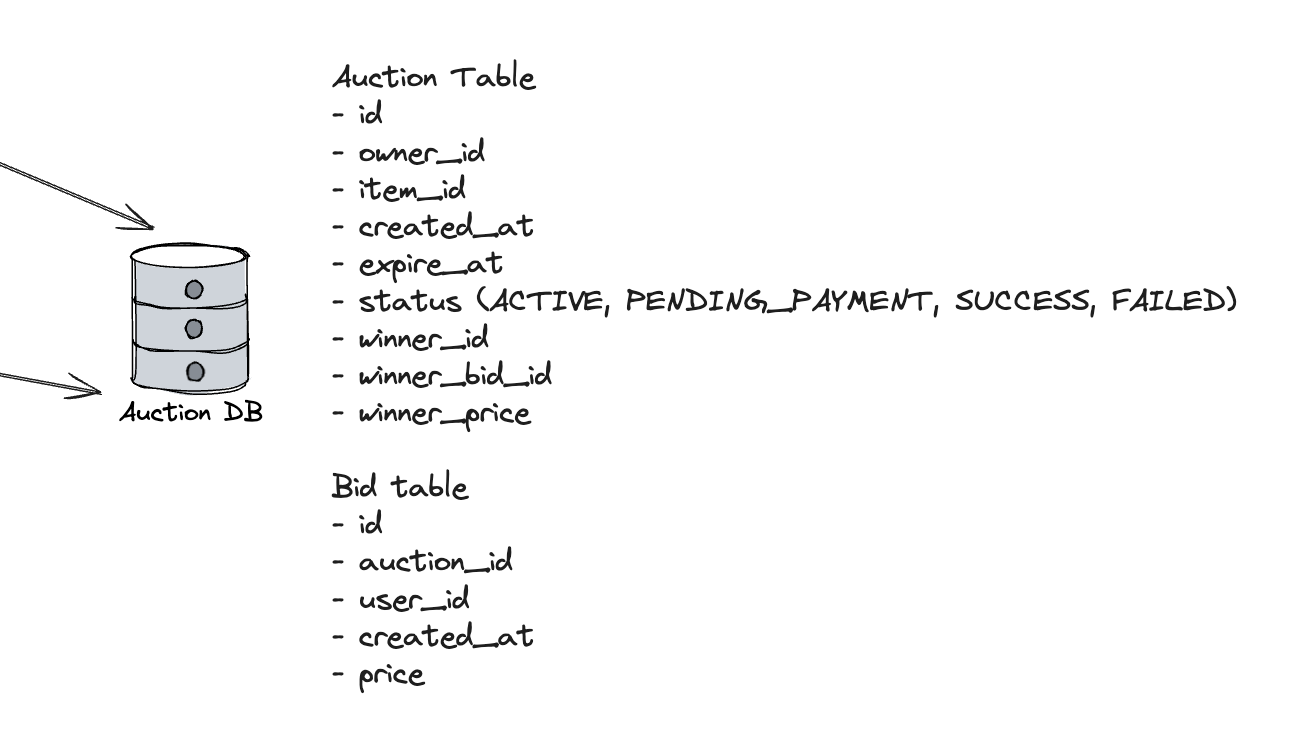 Auction Table
- id
- owner_id
- item_id
- created_at
- expire_at
- status (ACTIVE, PENDING_PAYMENT, SUCCESS, FAILED)
- winner_id
- winner_bid_id
- winner_price
Auction DB
Bid table
- id
- auction_id
- user_id
- created_at
- price